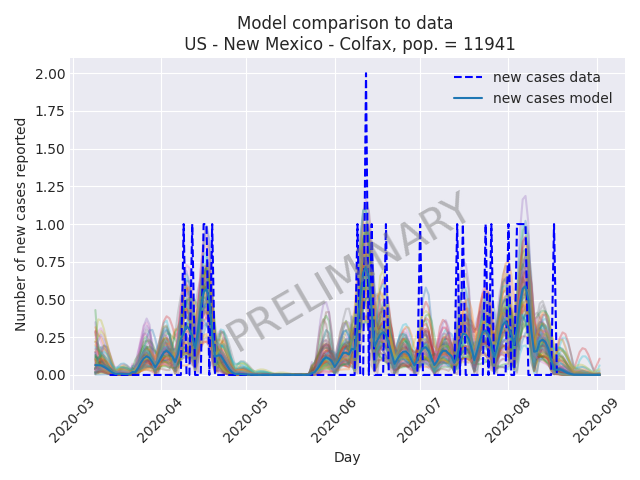 Model comparison to data
US - New Mexico - Colfax, pop. = 11941
Number of new cases reported
2.00
1.75
1.50
1.25
1.00
0.75
0.50
0.25
0.00
new cases data
new cases model
PRELIMINARY
2020-03
2020-04
2020-05
2020-06
2020-07
2020-08
2020-09
Day